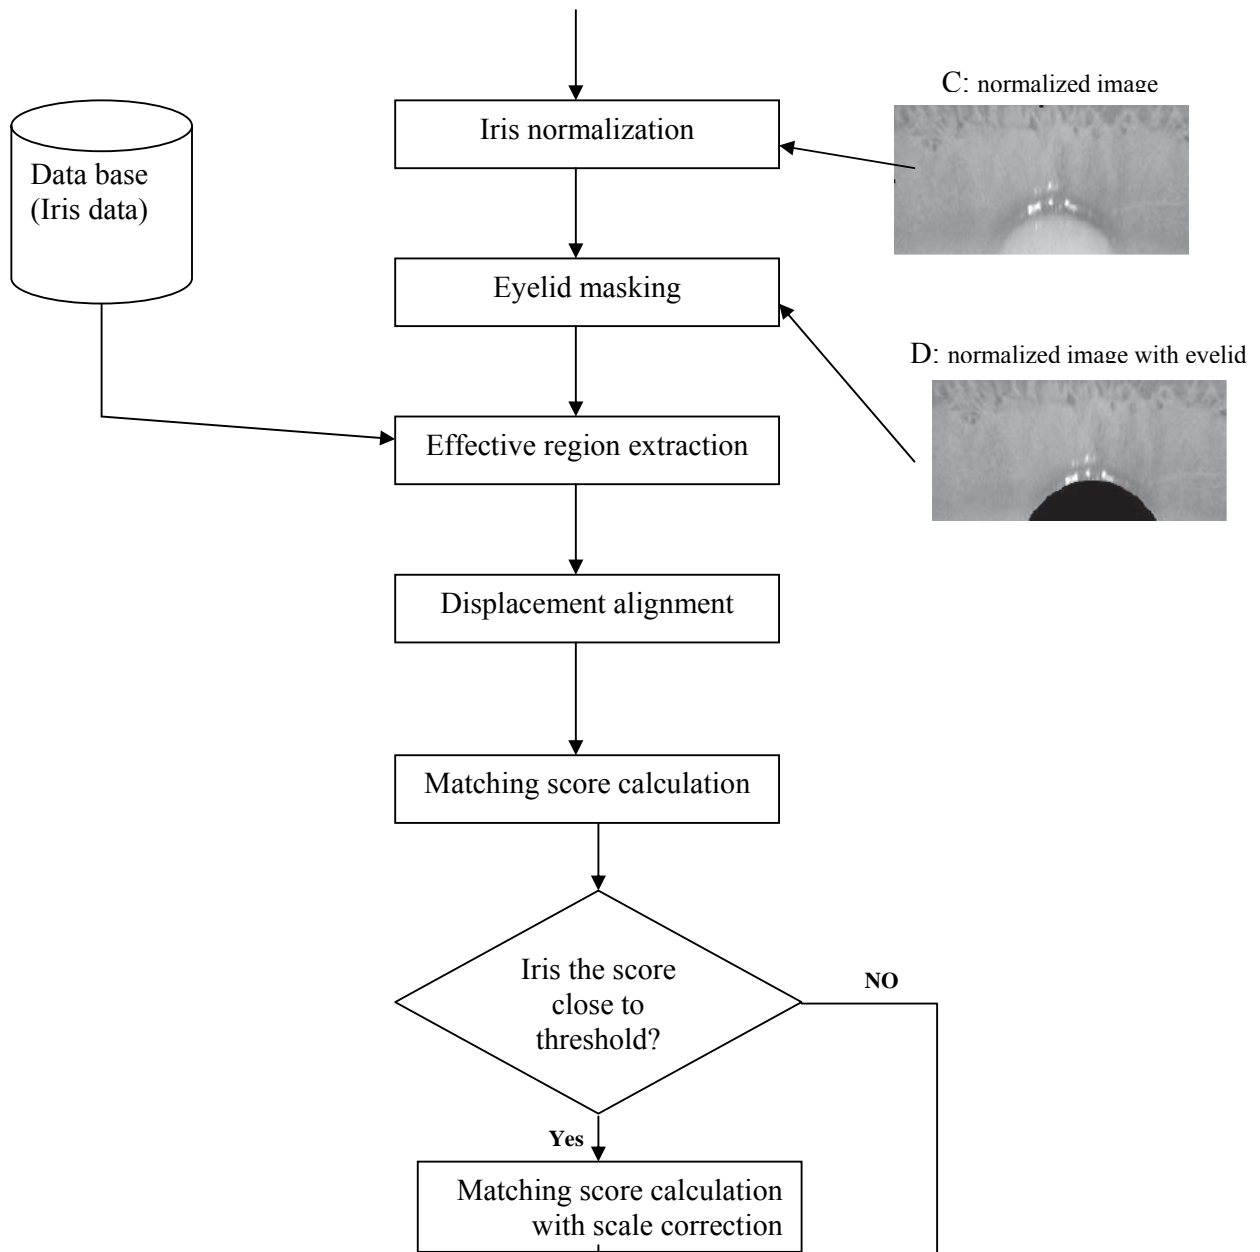 C: normalized image
Iris normalization
Data base
(Iris data)
Eyelid masking
D: normalized image with eyelid
Effective region extraction
Displacement alignment
Matching score calculation
Iris the score
close to
threshold?
NO
Yes
Matching score calculation
with scale correction